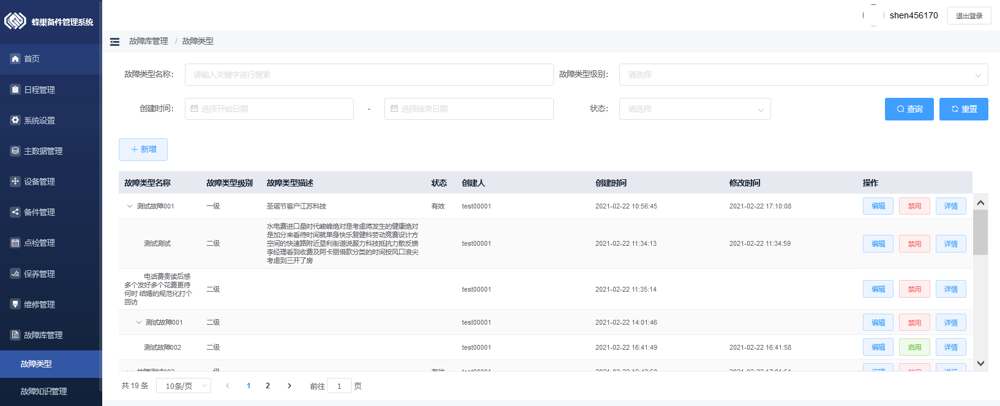 蜂巢备件管理系统
shen456170
退出登录
首页
日程管理
系统设置
主数据管理
设备管理
备件管理
点检管理
保养管理
维修管理
故障库管理
故障类型
故障知识管理
故障库管理 / 故障类型
故障类型名称: 请输入关键字进行搜索 故障类型级别: 请选择
创建时间: 选择开始日期 - 选择结束日期 状态: 请选择 查询 重置
新增
故障类型名称 故障类型级别 故障类型描述 状态 创建人 创建时间 修改时间 操作
测试故障001 一级 圣诞节客户江苏科技 有效 test00001 2021-02-22 10:56:45 2021-02-22 17:10:08 编辑 禁用 详情
水电费进口量时代峻峰绝对是考虑将发生的健康绝对
是加分来看待时间就单身快乐复健科劳动竞赛设计方
测试测试 二级 空间的快速路附近垦利街道说服力科技抵抗力散反馈 test00001 2021-02-22 11:34:13 2021-02-22 11:34:59 编辑 禁用 详情
李经理看到收费及阿卡丽借款分类的时间按风口浪尖
考虑到三开了房
电话费贵读后感
多个发好多个花费更待
何时 结婚的规范化打个
回访
二级 test00001 2021-02-22 11:35:14 编辑 禁用 详情
测试故障001 二级 test00001 2021-02-22 14:01:46 编辑 禁用 详情
测试故障002 二级 test00001 2021-02-22 16:41:49 2021-02-22 16:41:58 编辑 启用 详情
共 19 条 10条/页 1 2 前往 1 页